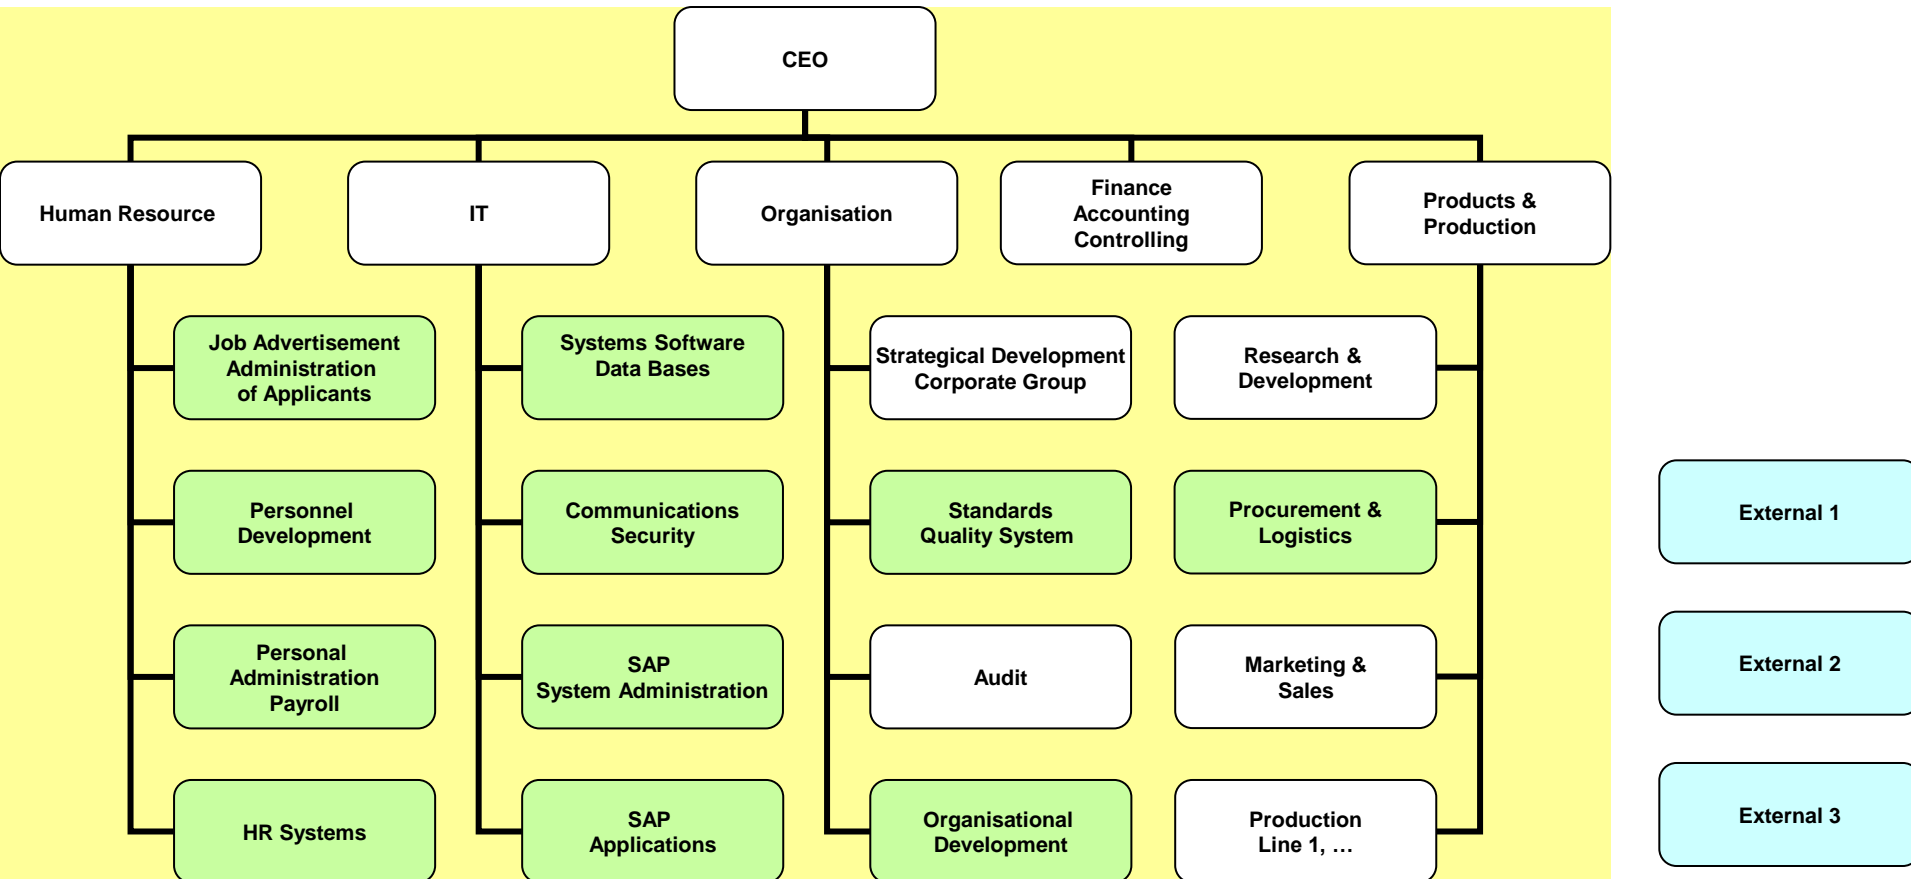 CEO
Human Resource
IT
Organisation
Finance
Accounting
Controlling
Products &
Production
Job Advertisement
Administration
of Applicants
Systems Software
Data Bases
Strategical Development
Corporate Group
Research &
Development
Personnel
Development
Communications
Security
Standards
Quality System
Procurement &
Logistics
External 1
Personal
Administration
Payroll
SAP
System Administration
Audit
Marketing &
Sales
External 2
HR Systems
SAP
Applications
Organisational
Development
Production
Line 1, …
External 3